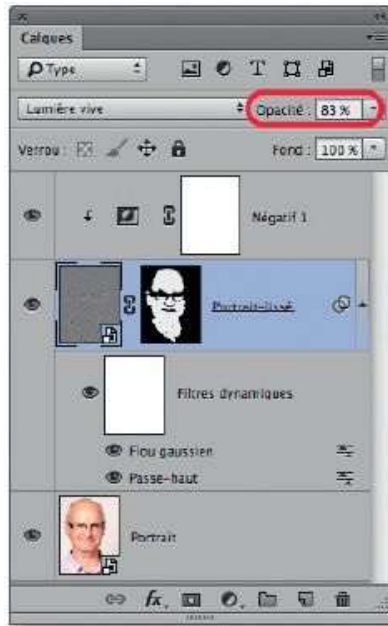 Calques
Type
Lumière vive Opacité : 83 %
Verrou : Fond : 100 %
Négatif 1
Portrait-lissé
Filtres dynamiques
Flou gaussien
Passe-haut
Portrait
fx